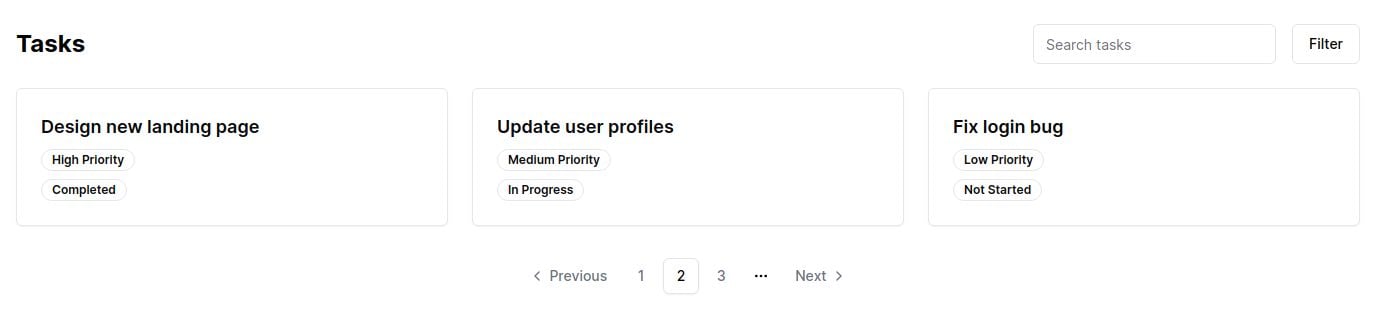 Tasks
Search tasks
Filter
Design new landing page
High Priority
Completed
Update user profiles
Medium Priority
In Progress
Fix login bug
Low Priority
Not Started
Previous 1 2 3 ... Next